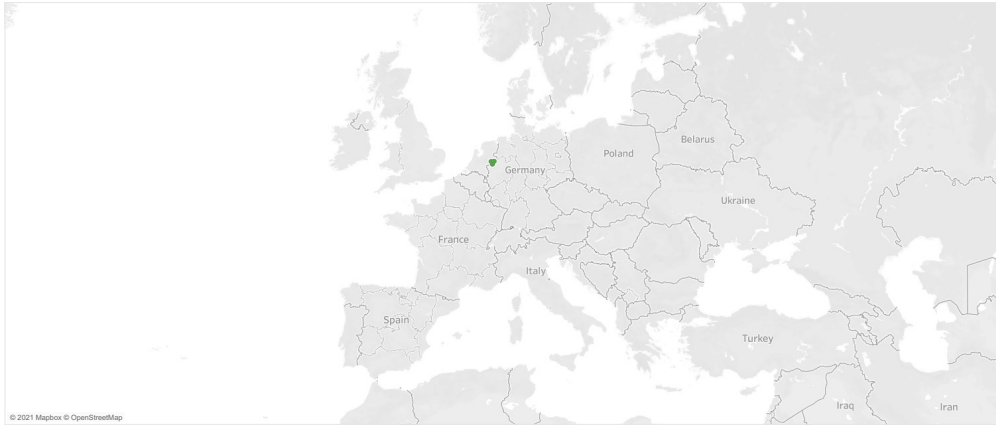 Belarus
Poland
Germany
Ukraine
France
Italy
Spain
Turkey
Iraq
Iran
© 2021 Mapbox © OpenStreetMap